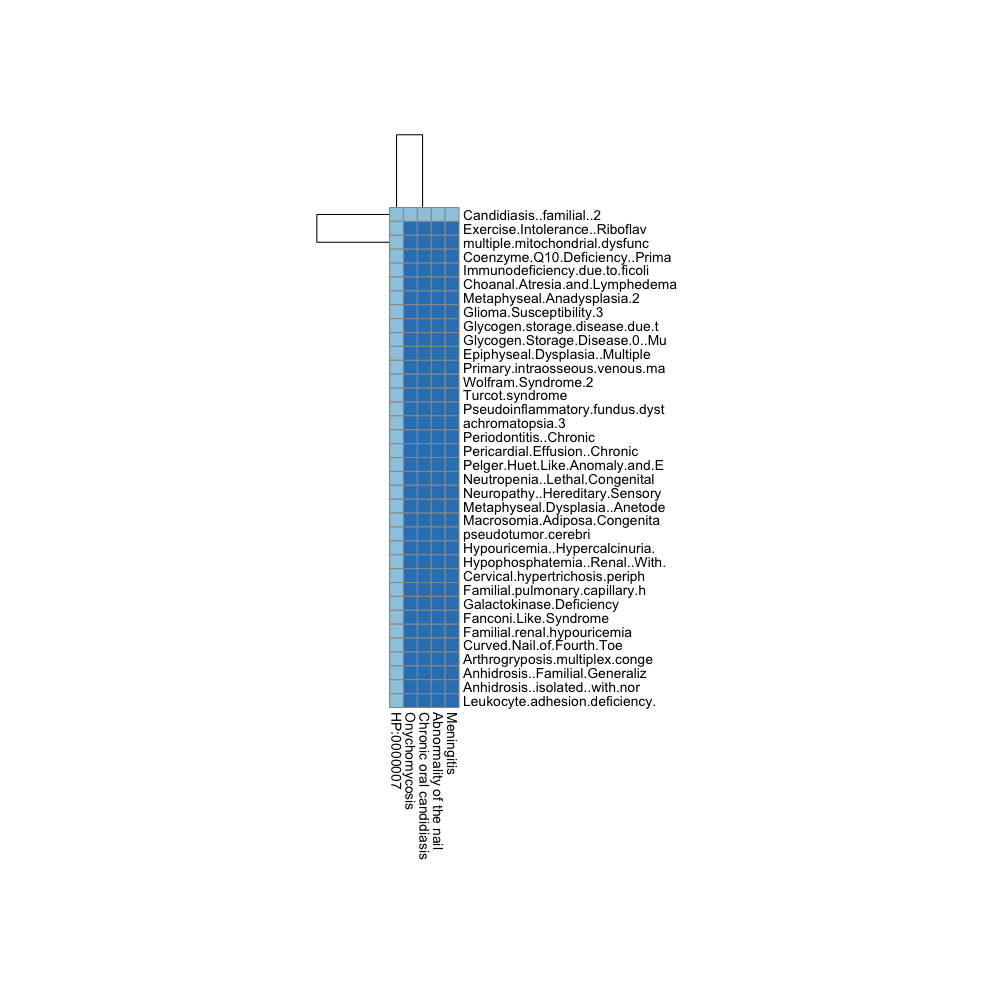 Candidiasis..familial..2
Exercise.Intolerance..Riboflav
multiple.mitochondrial.dysfunc
Coenzyme.Q10.Deficiency..Prima
Immunodeficiency.due.to.ficoli
Choanal.Atresia.and.Lymphedema
Metaphyseal.Anadysplasia.2
Glioma.Susceptibility.3
Glycogen.storage.disease.due.t
Glycogen.Storage.Disease.0..Mu
Epiphyseal.Dysplasia..Multiple
Primary.intraosseous.venous.ma
Wolfram.Syndrome.2
Turcot.syndrome
Pseudoinflammatory.fundus.dyst
achromatopsia.3
Periodontitis..Chronic
Pericardial.Effusion..Chronic
Pelger.Huet.Like.Anomaly.and.E
Neutropenia..Lethal.Congenital
Neuropathy..Hereditary.Sensory
Metaphyseal.Dysplasia..Anetode
Macrosomia.Adiposa.Congenita
pseudotumor.cerebri
Hypouricemia..Hypercalcinuria.
Hypophosphatemia..Renal..With.
Cervical.hypertrichosis.periph
Familial.pulmonary.capillary.h
Galactokinase.Deficiency
Fanconi.Like.Syndrome
Familial.renal.hypouricemia
Curved.Nail.of.Fourth.Toe
Arthrogryposis.multiplex.conge
Anhidrosis..Familial.Generaliz
Anhidrosis..isolated..with.nor
Leukocyte.adhesion.deficiency.
HP:0000007
Onychomycosis
Chronic oral candidiasis
Abnormality of the nail
Meningitis